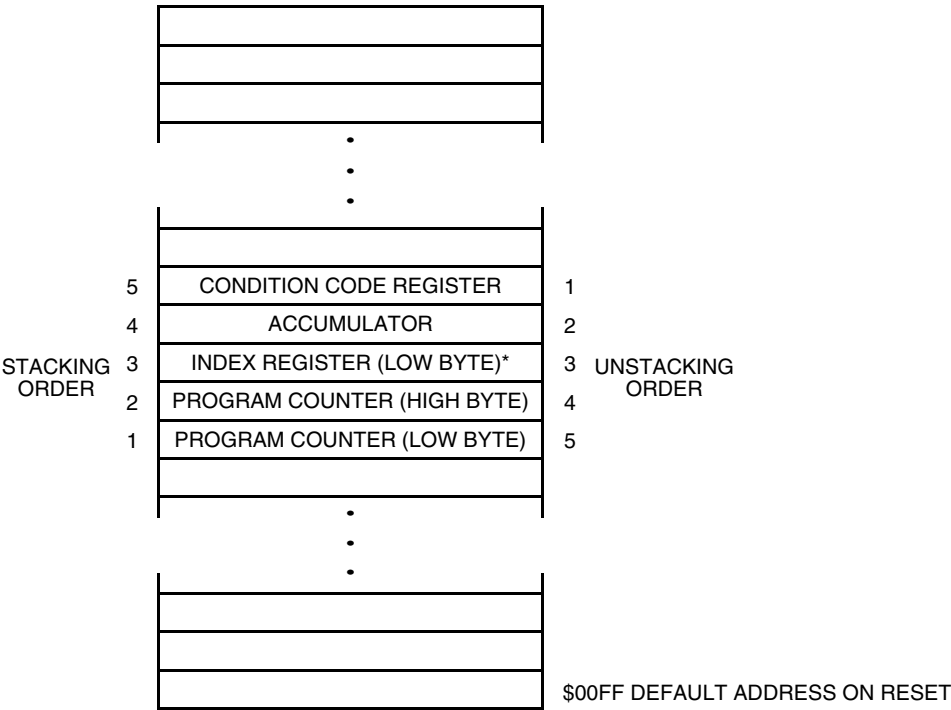 5 CONDITION CODE REGISTER 1
4 ACCUMULATOR 2
STACKING ORDER
3 INDEX REGISTER (LOW BYTE)* 3
UNSTACKING ORDER
2 PROGRAM COUNTER (HIGH BYTE) 4
1 PROGRAM COUNTER (LOW BYTE) 5
$00FF DEFAULT ADDRESS ON RESET